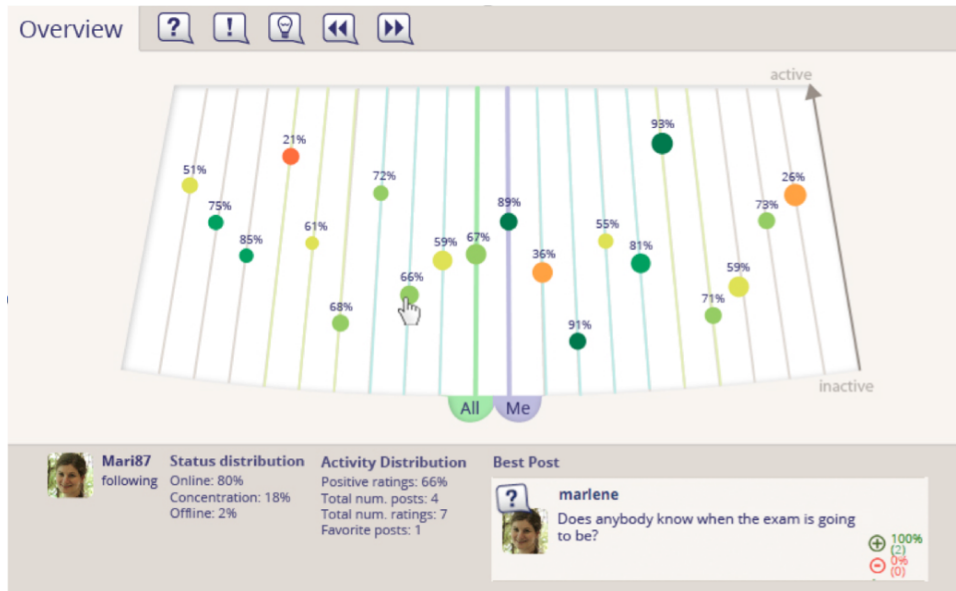 Overview
?
!
active
93%
21%
51%
72%
26%
75%
89%
73%
61%
55%
85%
59%
67%
81%
36%
66%
59%
68%
71%
91%
inactive
All
Me
Mari87
following
Status distribution
Online: 80%
Concentration: 18%
Offline: 2%
Activity Distribution
Positive ratings: 66%
Total num. posts: 4
Total num. ratings: 7
Favorite posts: 1
Best Post
?
marlene
Does anybody know when the exam is going
to be?
100%
(2)
0%
(0)